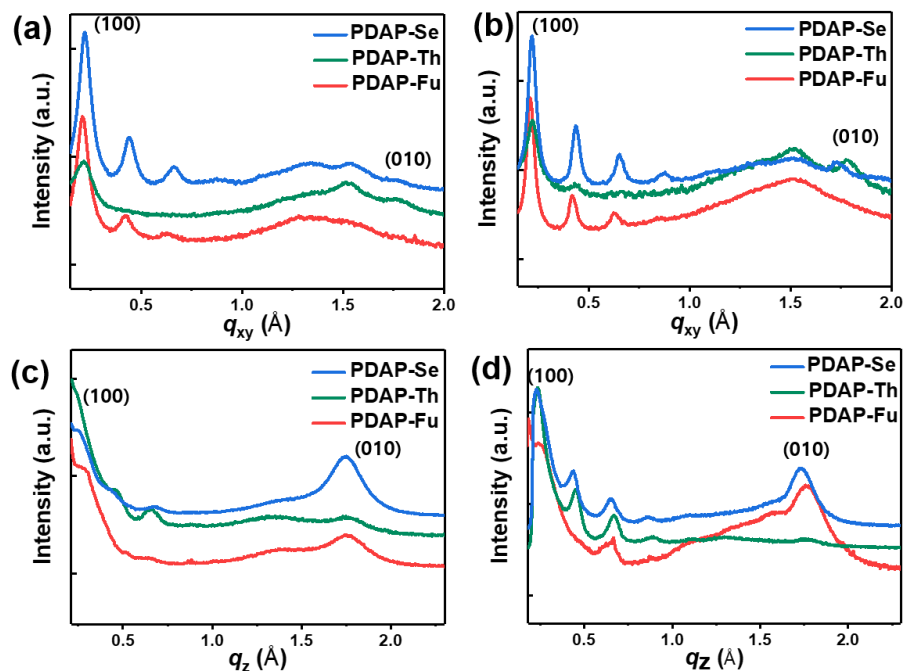 (a)
(100)
PDAP-Se
PDAP-Th
PDAP-Fu
(010)
Intensity (a.u.)
0.5
1.0
1.5
2.0
qxy (Å)
(b)
(100)
PDAP-Se
PDAP-Th
PDAP-Fu
(010)
Intensity (a.u.)
0.5
1.0
1.5
2.0
qxy (Å)
(c)
(100)
PDAP-Se
PDAP-Th
PDAP-Fu
(010)
Intensity (a.u.)
0.5
1.0
1.5
2.0
qz (Å)
(d)
(100)
PDAP-Se
PDAP-Th
PDAP-Fu
(010)
Intensity (a.u.)
0.5
1.0
1.5
2.0
qz (Å)